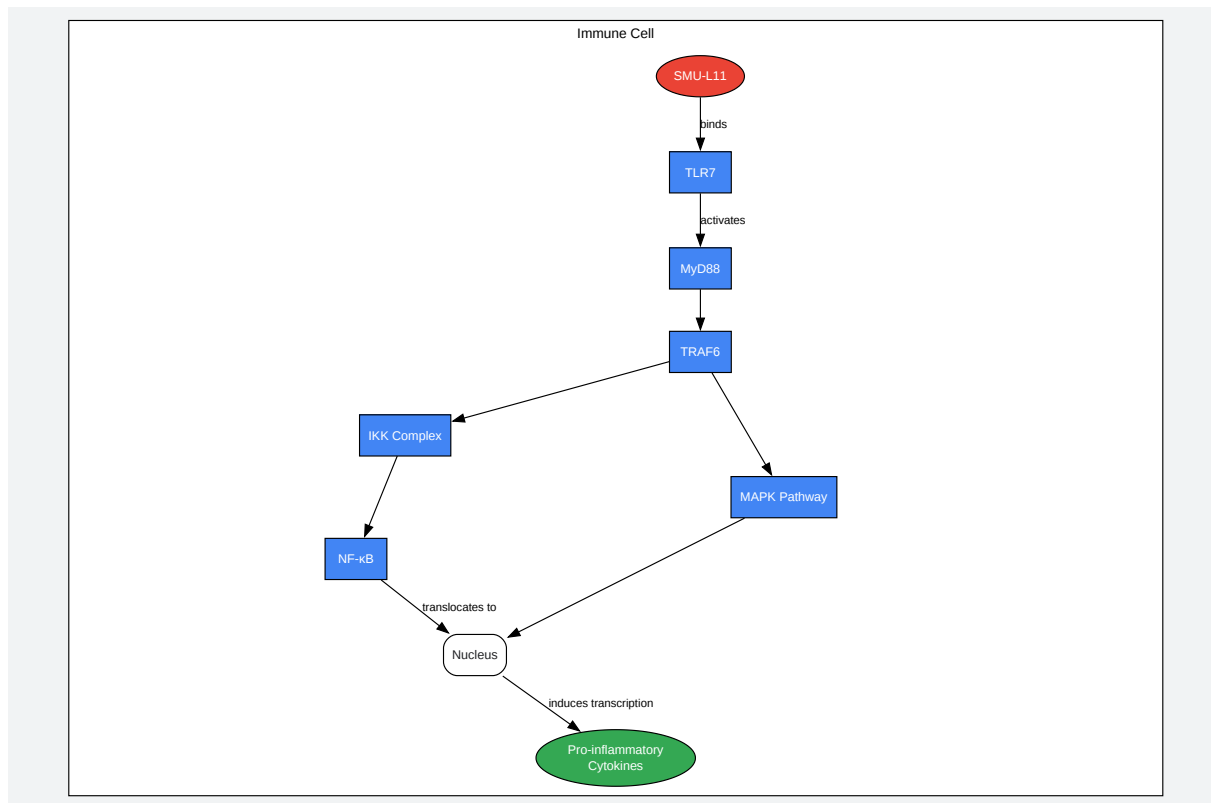 Immune Cell
SMU-L11
binds
TLR7
activates
MyD88
TRAF6
IKK Complex
MAPK Pathway
NF-κB
translocates to
Nucleus
induces transcription
Pro-inflammatory
Cytokines